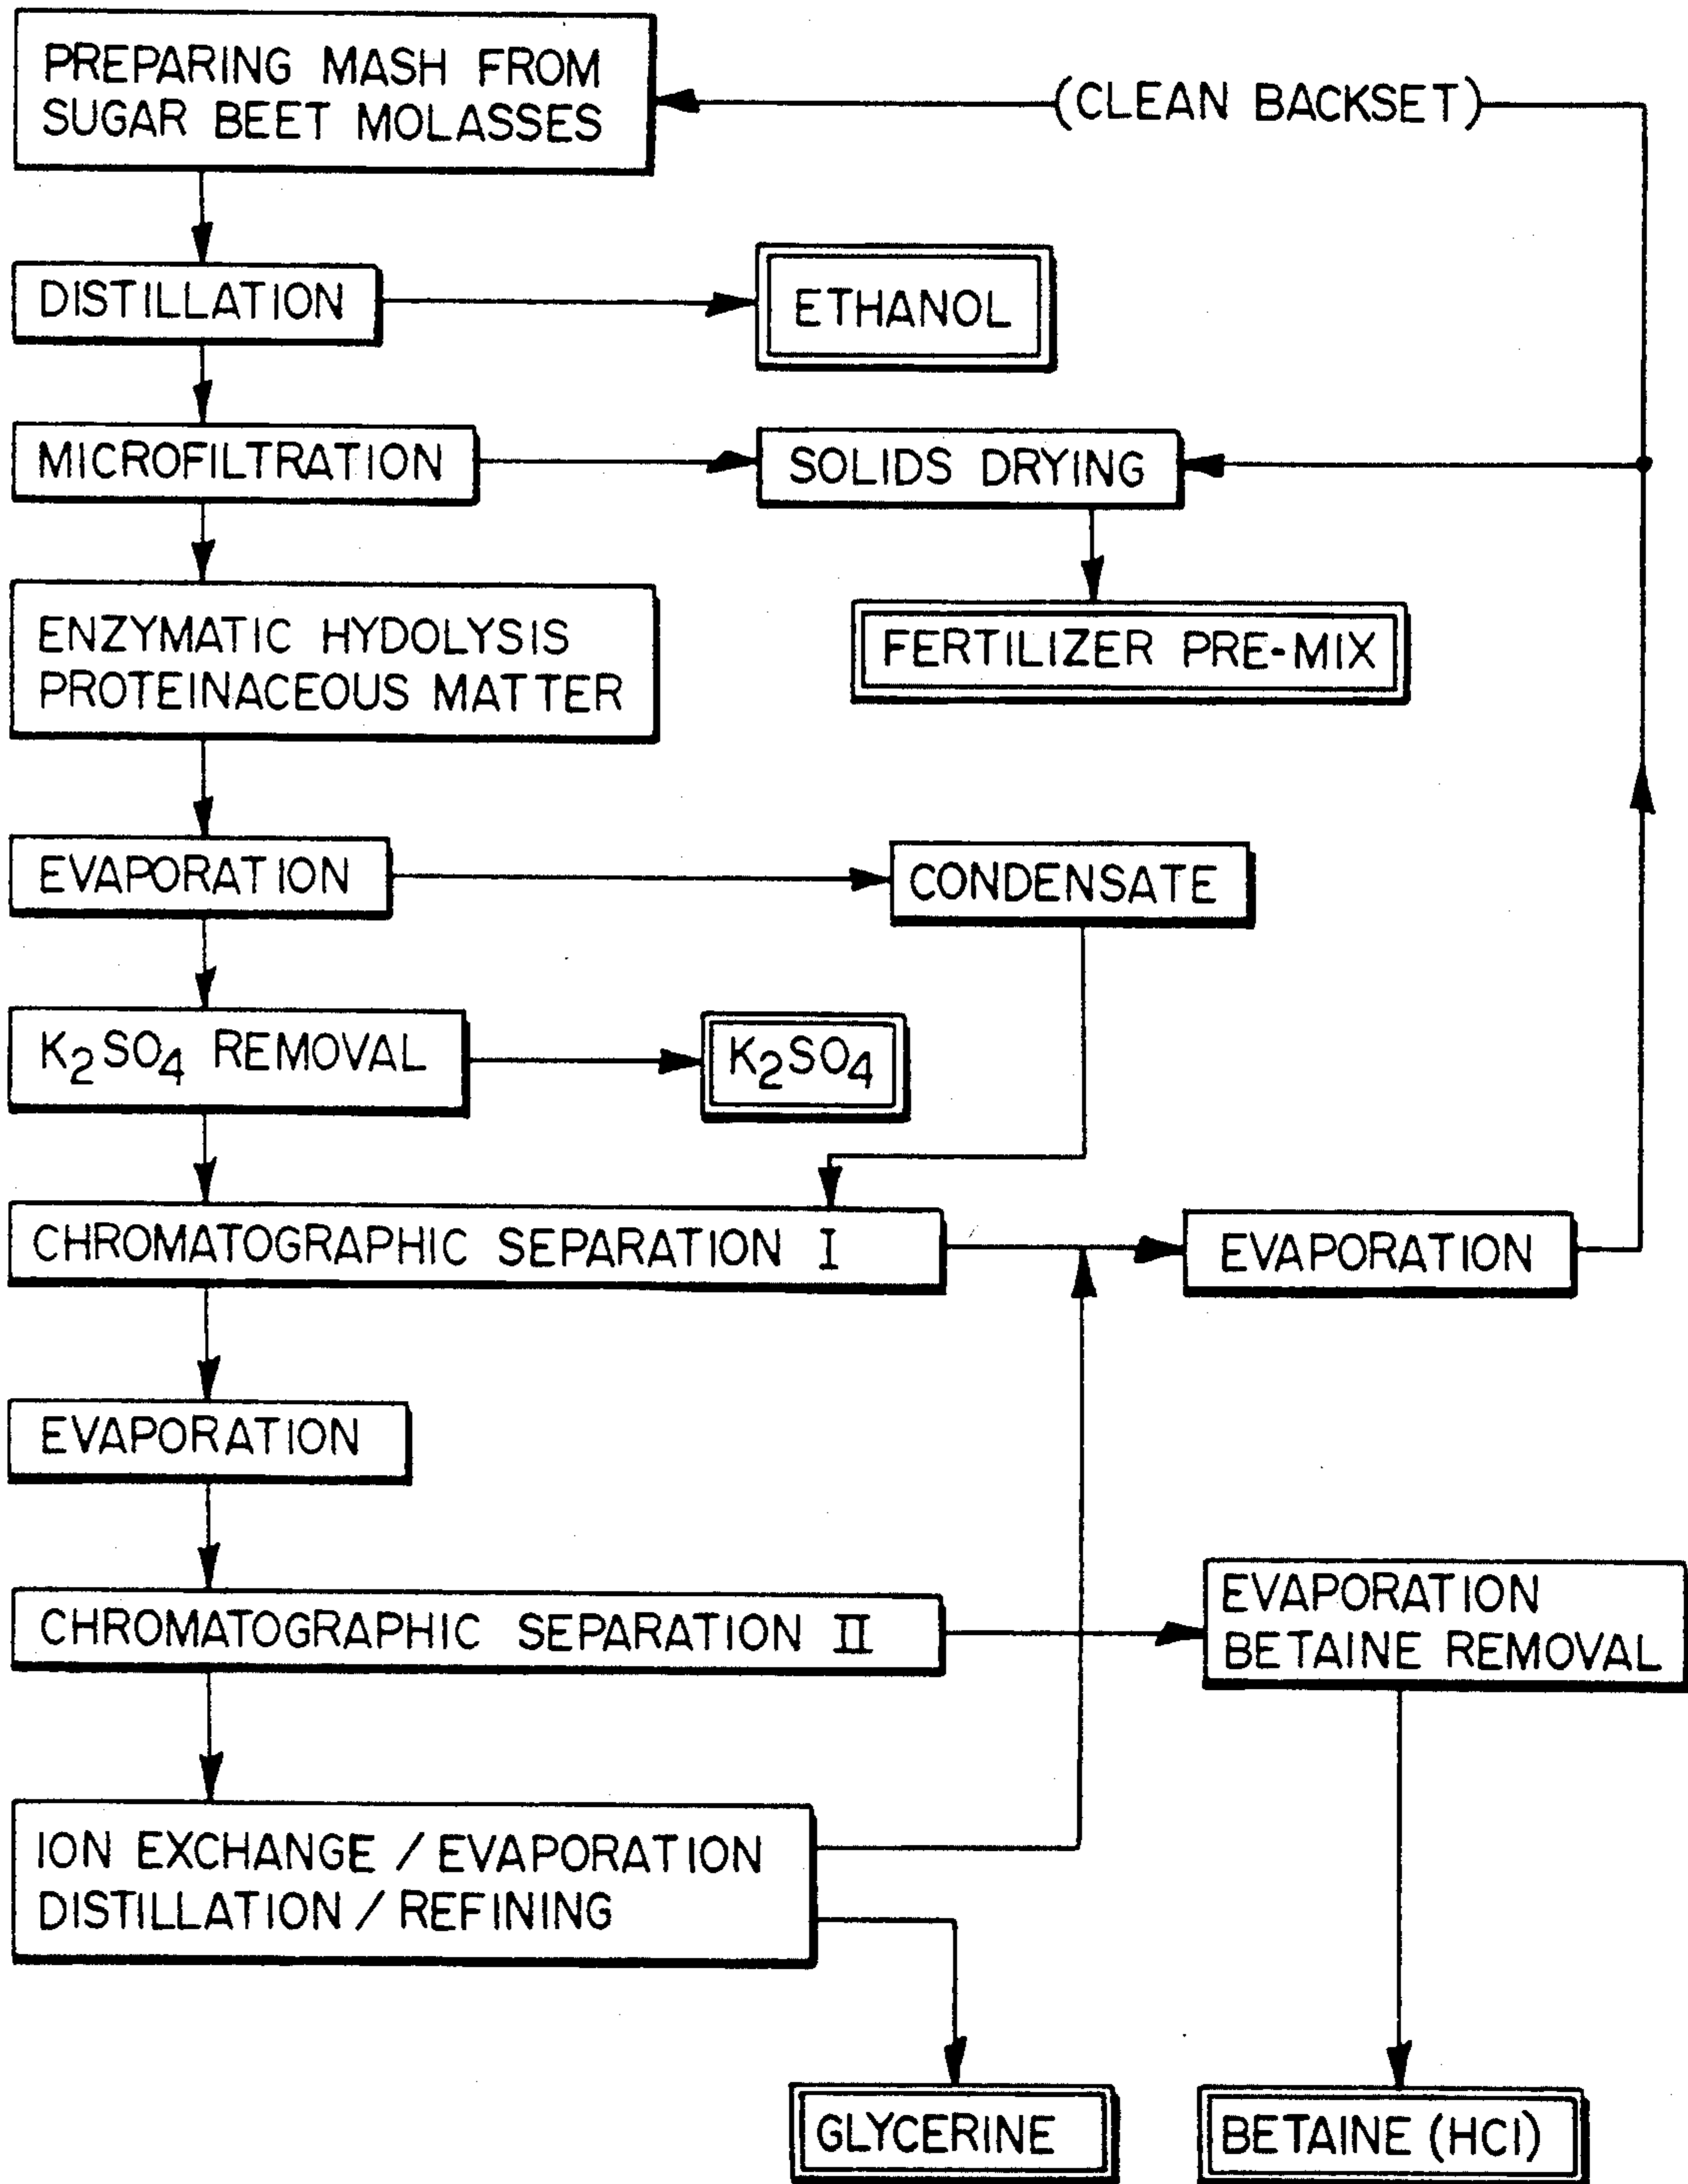 PREPARING MASH FROM
SUGAR BEET MOLASSES
(CLEAN BACKSET)
DISTILLATION
ETHANOL
MICROFILTRATION
SOLIDS DRYING
ENZYMATIC HYDOLYSIS
PROTEINACEOUS MATTER
FERTILIZER PRE-MIX
EVAPORATION
CONDENSATE
K₂SO₄ REMOVAL
K₂SO₄
CHROMATOGRAPHIC SEPARATION I
EVAPORATION
EVAPORATION
CHROMATOGRAPHIC SEPARATION II
EVAPORATION
BETAINE REMOVAL
ION EXCHANGE / EVAPORATION
DISTILLATION / REFINING
GLYCERINE
BETAINE (HCl)